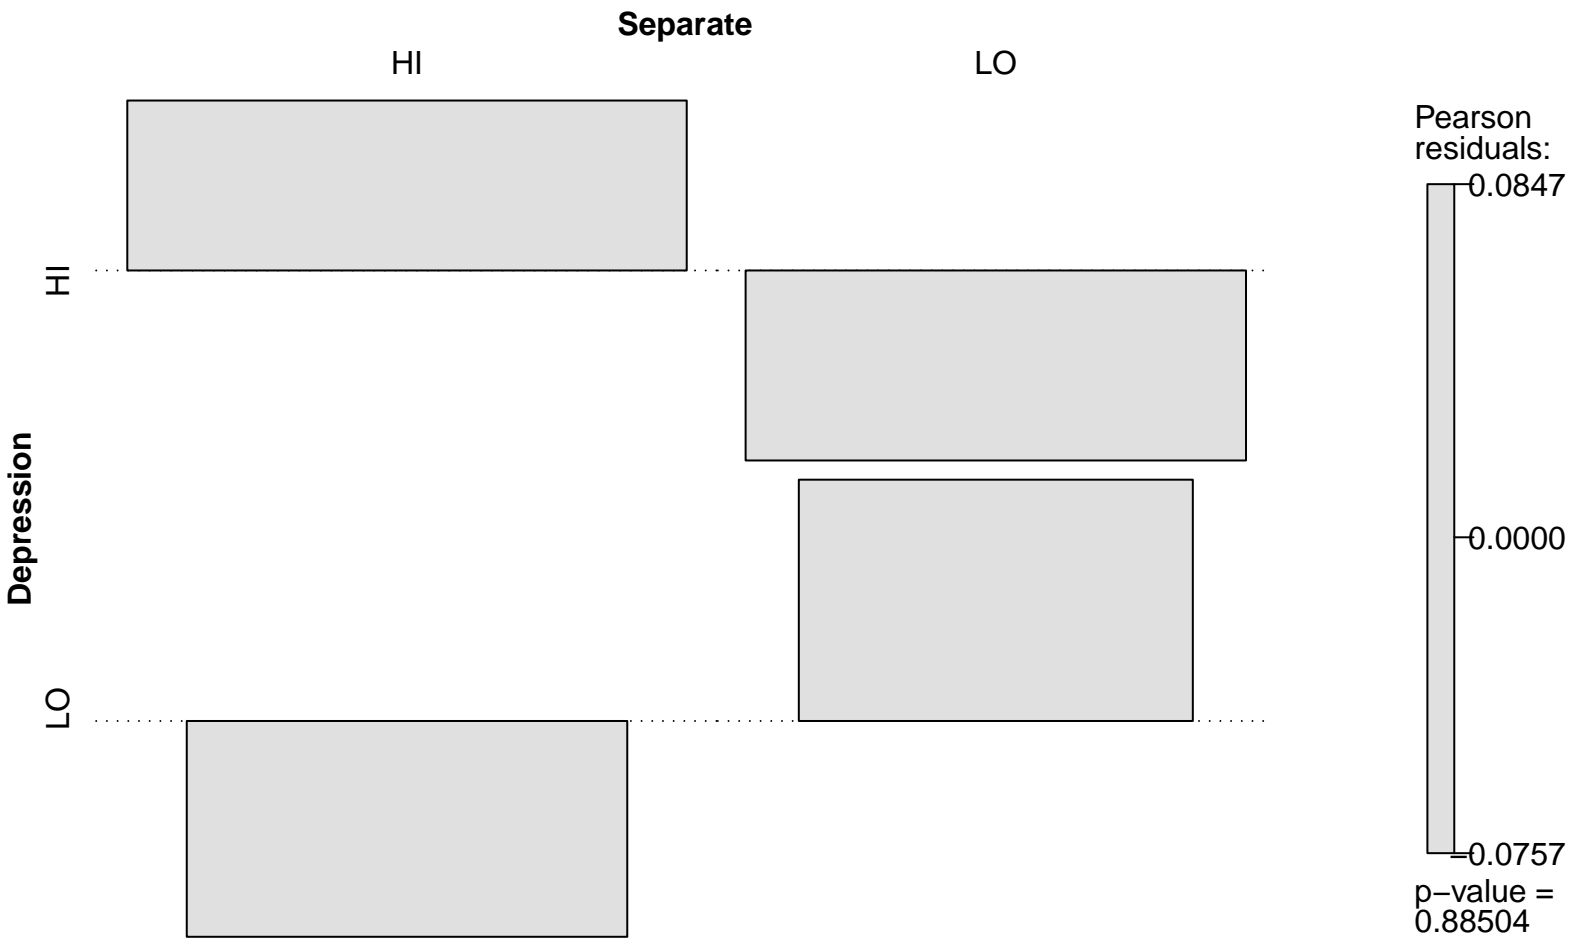 Separate
HI
LO
Depression
HI
LO
Pearson
residuals:
0.0847
0.0000
−0.0757
p−value =
0.88504